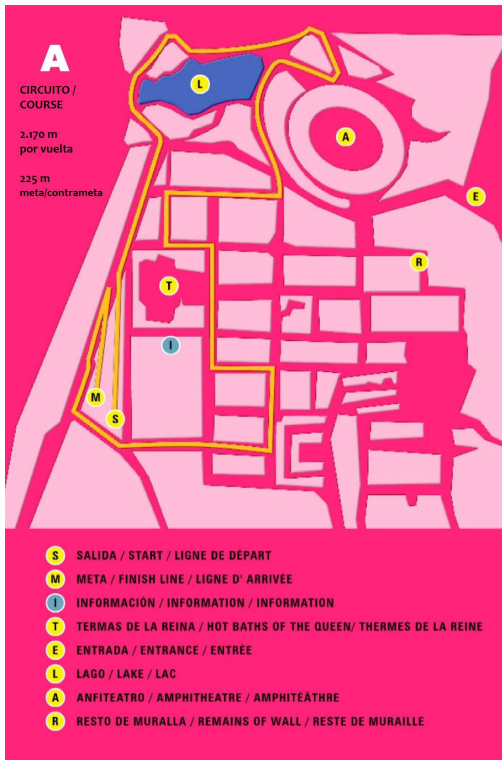 A
CIRCUITO /
COURSE
2.170 m
por vuelta
225 m
meta/contrameta
L
A
E
R
T
I
M
S
S SALIDA / START / LIGNE DE DÉPART
M META / FINISH LINE / LIGNE D' ARRIVÉE
I INFORMACIÓN / INFORMATION / INFORMATION
T TERMAS DE LA REINA / HOT BATHS OF THE QUEEN/ THERMES DE LA REINE
E ENTRADA / ENTRANCE / ENTRÉE
L LAGO / LAKE / LAC
A ANFITEATRO / AMPHITHEATRE / AMPHITÉÂTHRE
R RESTO DE MURALLA / REMAINS OF WALL / RESTE DE MURAILLE